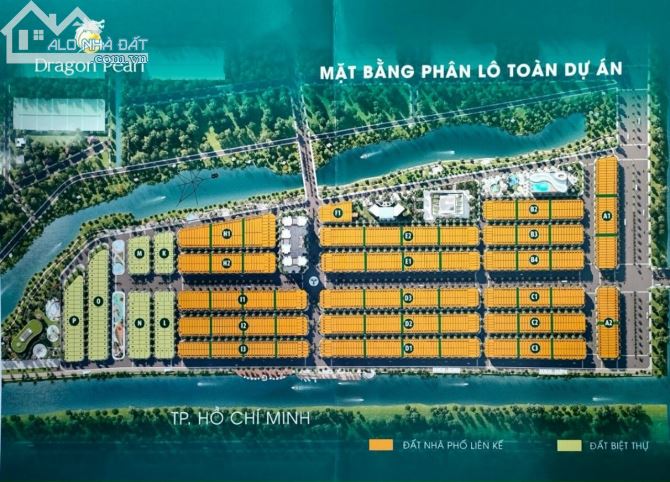 ALO NHÀ ĐẤT
.com.vn
Dragon Pearl
MẶT BẰNG PHÂN LÔ TOÀN DỰ ÁN
F1
B2
A1
H1
E2
B3
M
K
H2
E1
B4
O
P
I1
D3
C1
N
L
I2
D2
C2
A2
I3
D1
C3
TP. HỒ CHÍ MINH
ĐẤT NHÀ PHỐ LIÊN KẾ
ĐẤT BIỆT THỰ